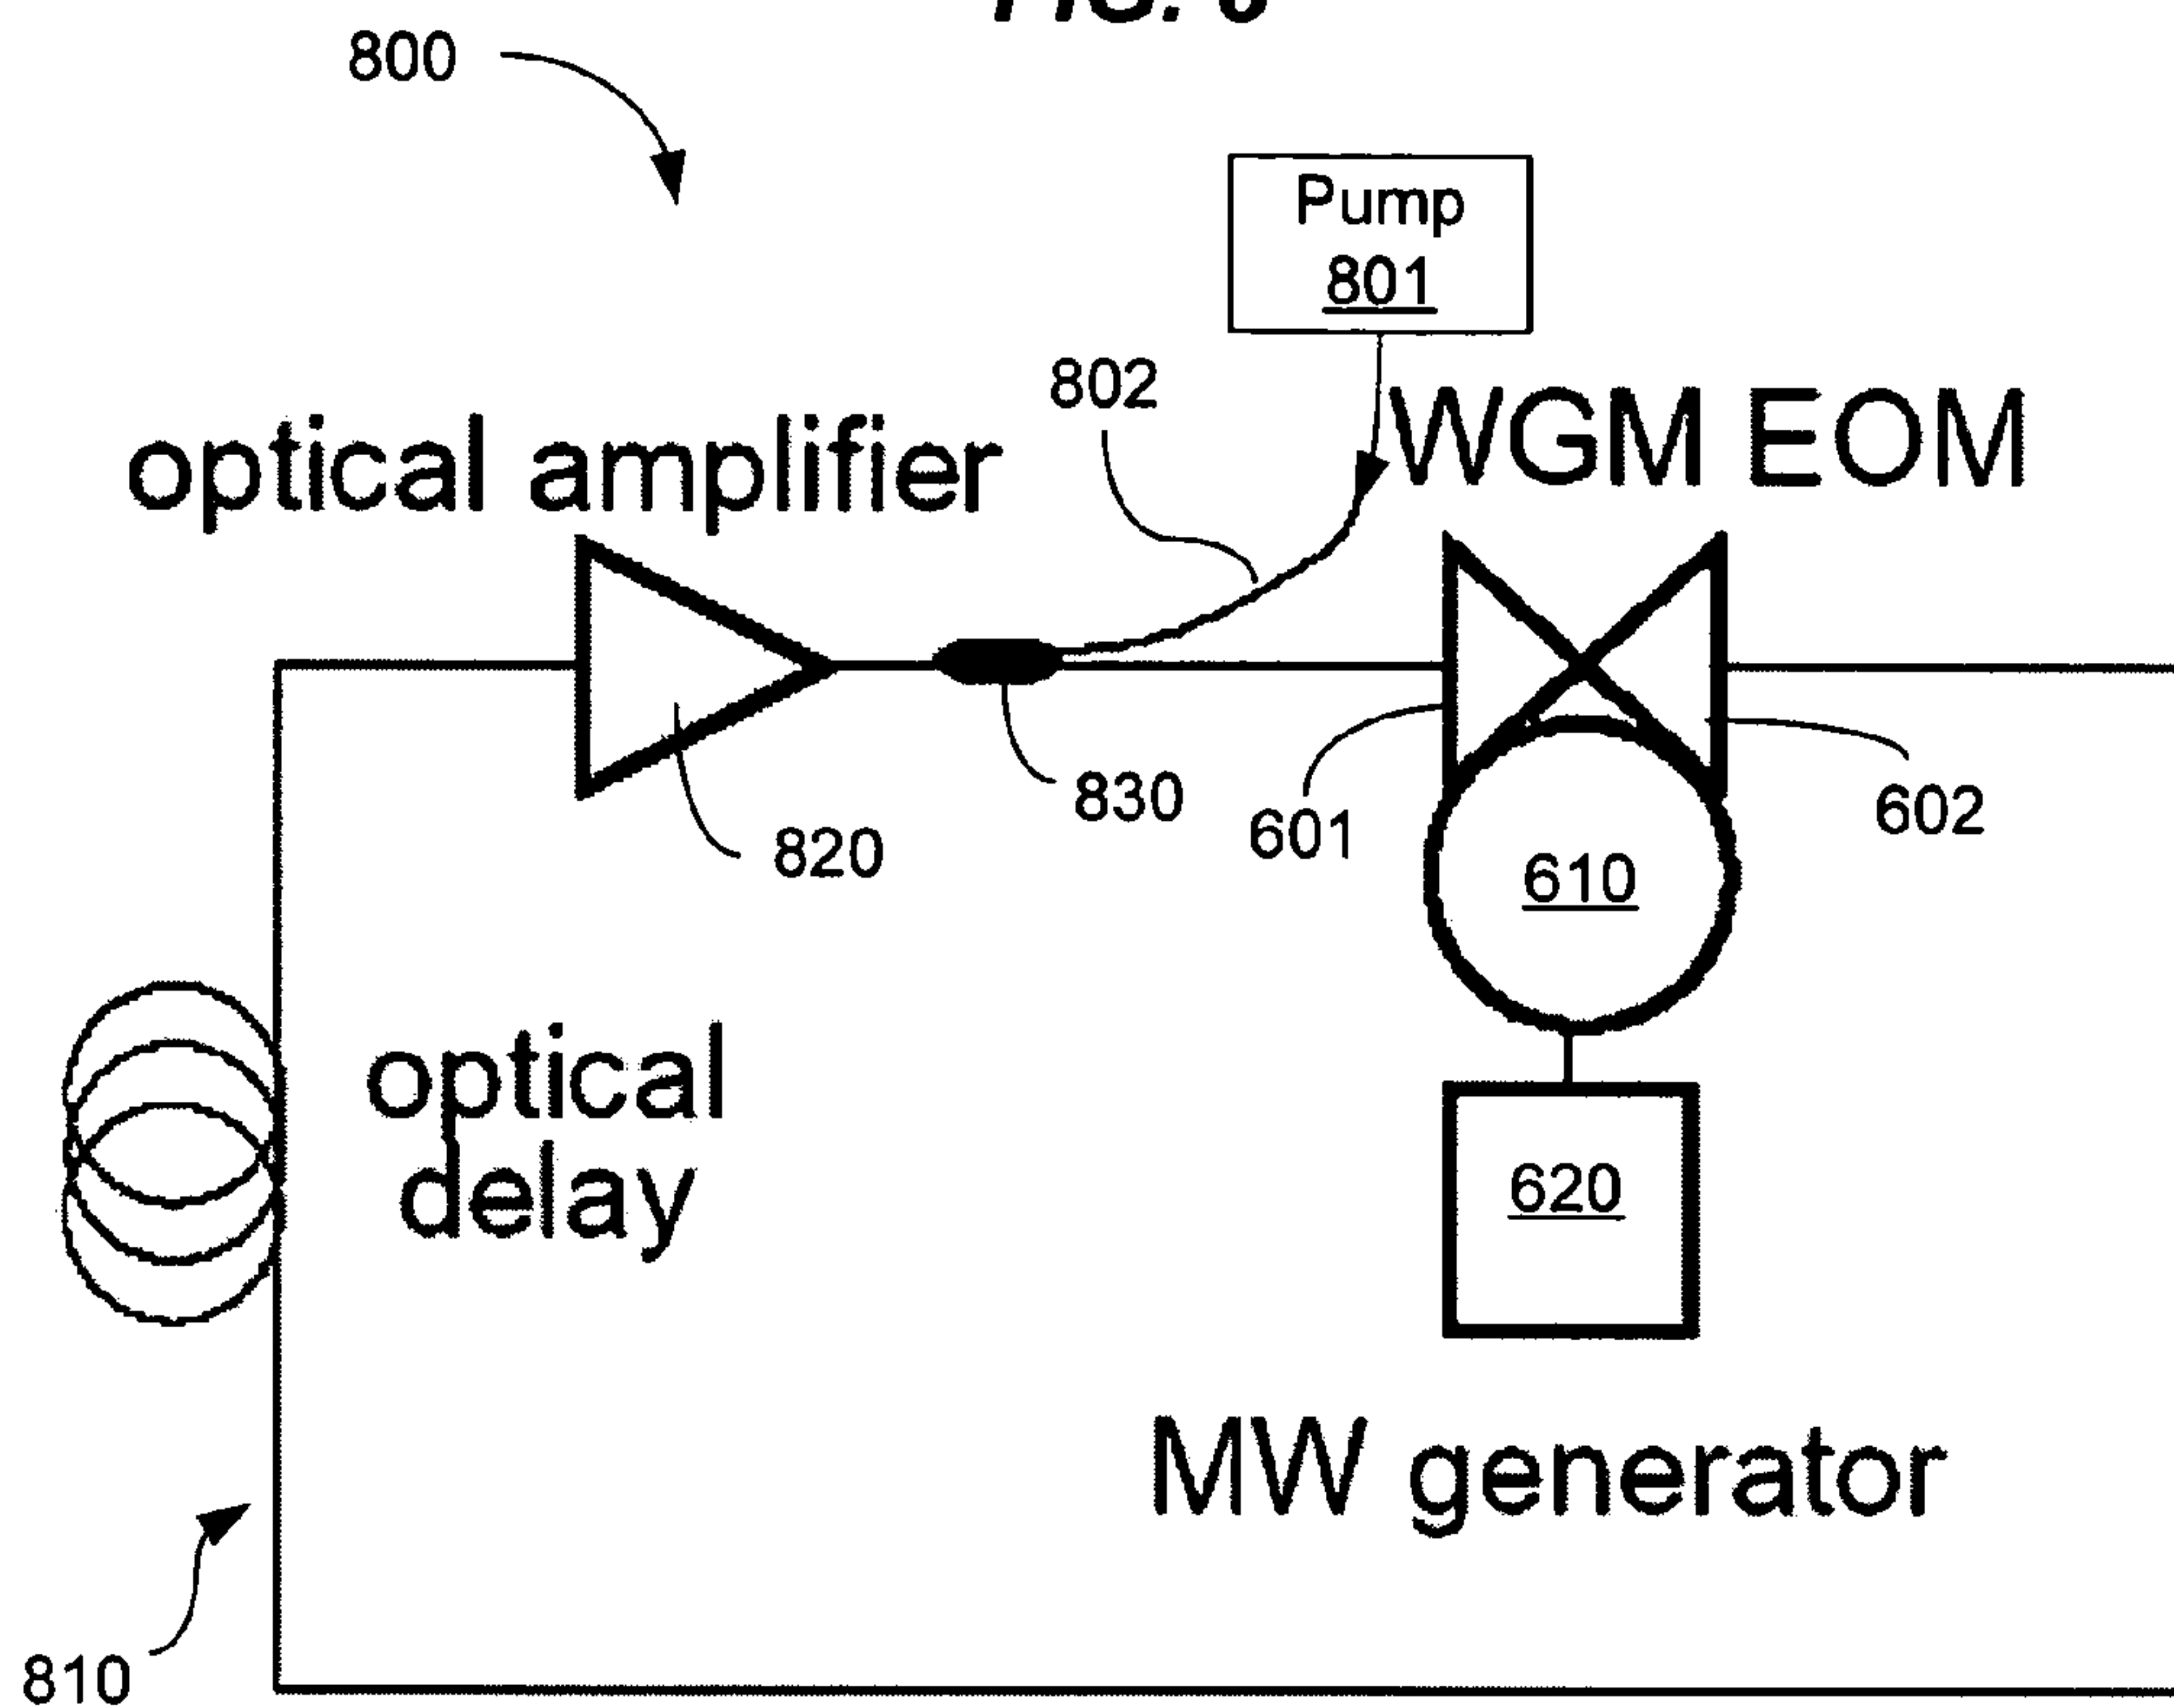 800
Pump
801
802
WGM EOM
optical amplifier
830
601
602
820
610
optical
delay
620
MW generator
810